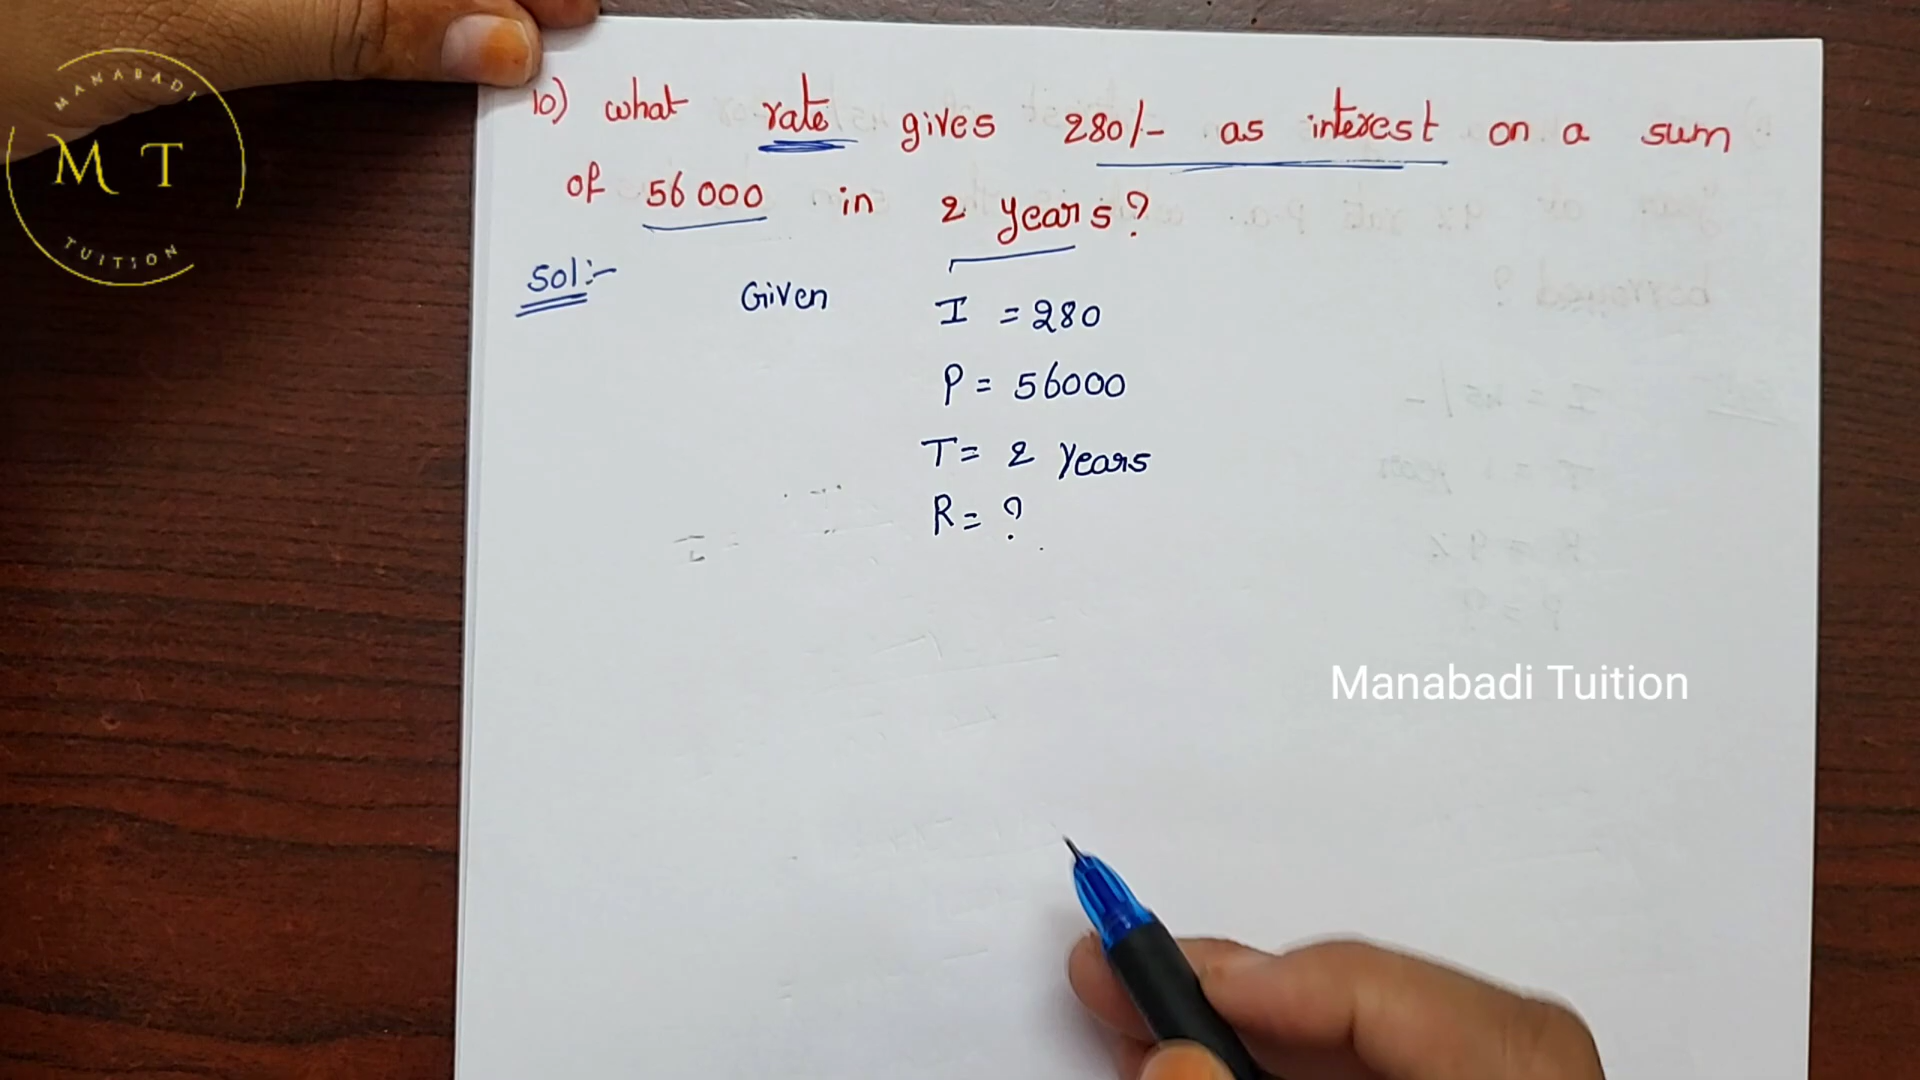 MANABADI
MT
TUITION
10) what rate gives 280/- as interest on a sum
of 56000 in 2 years?
Sol:-
Given
I = 280
P = 56000
T = 2 years
R = ?
Manabadi Tuition